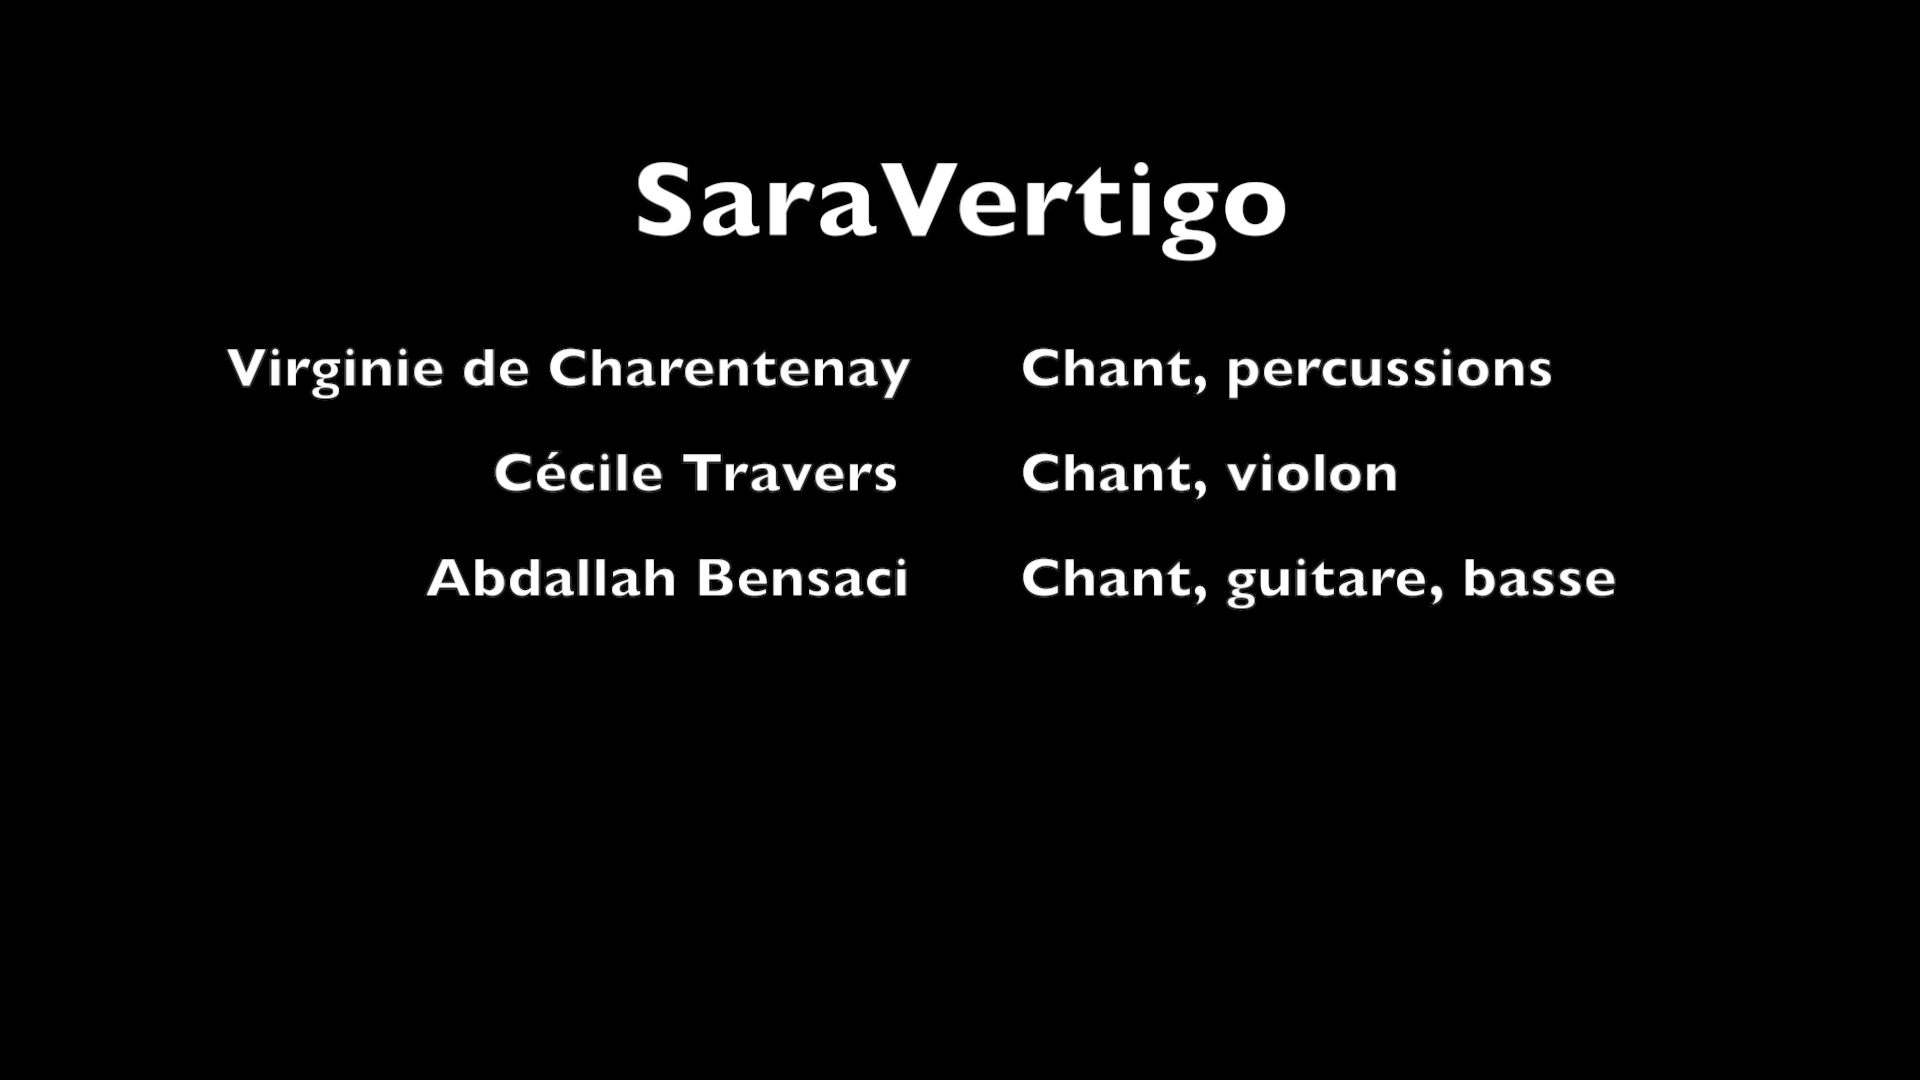 SaraVertigo
Virginie de Charentenay Chant, percussions
Cécile Travers Chant, violon
Abdallah Bensaci Chant, guitare, basse